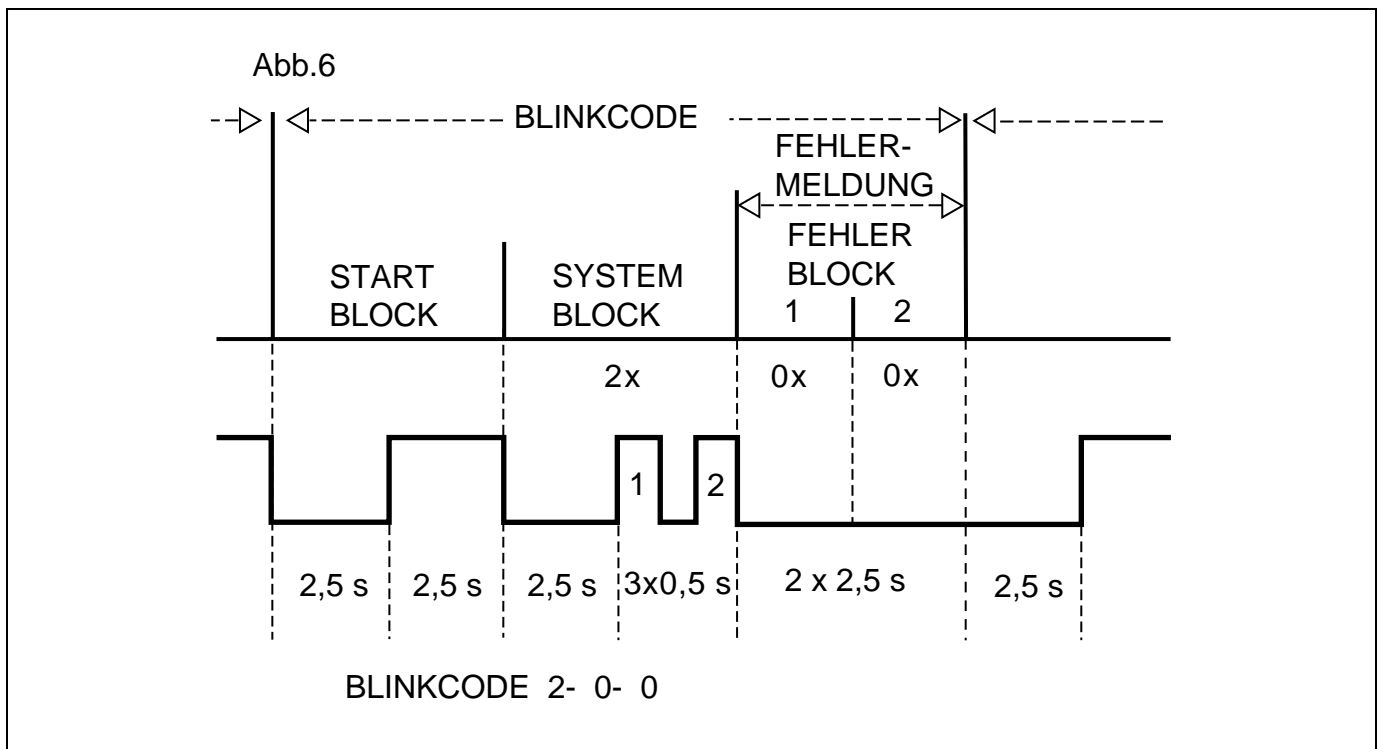 Abb.6
BLINKCODE
FEHLER-
MELDUNG
START
BLOCK
SYSTEM
BLOCK
FEHLER
BLOCK
1 2
2x 0x 0x
1 2
2,5 s 2,5 s 2,5 s 3x0,5 s 2 x 2,5 s 2,5 s
BLINKCODE 2- 0- 0